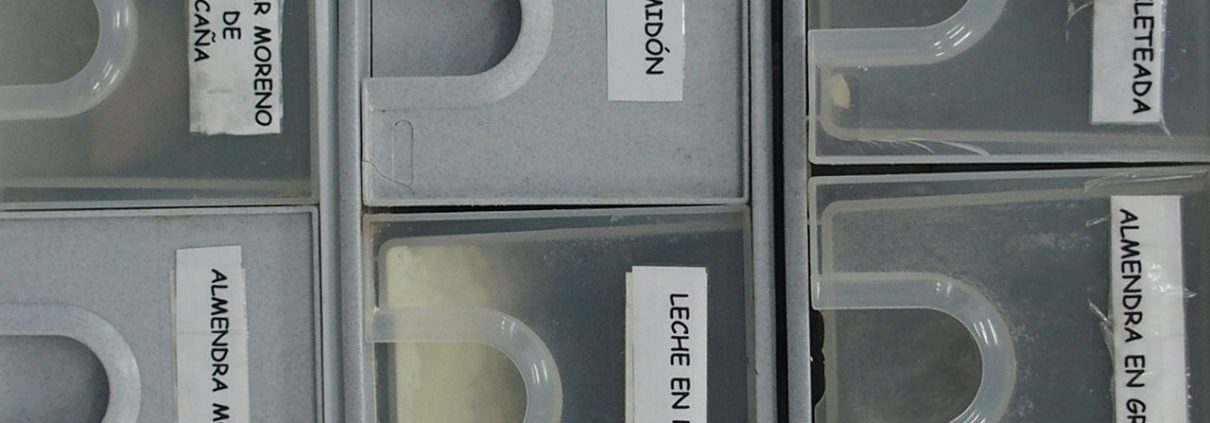 R MORENO
DE
CAÑA
MIDÓN
LETEADA
ALMENDRA M
LECHE EN
ALMENDRA EN GR